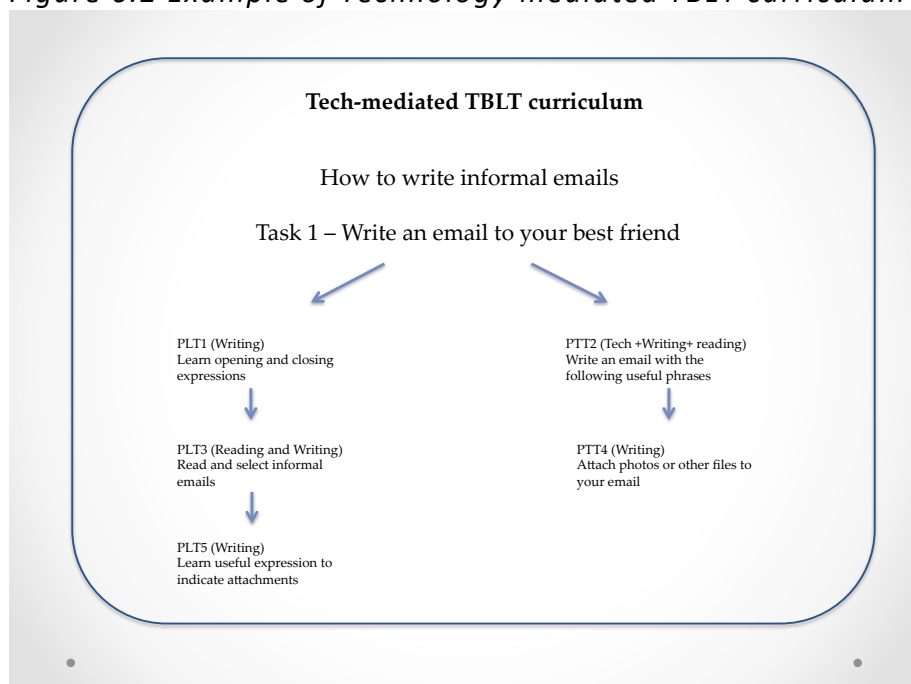 Figure 6.2 Example of Technology-mediated TBLT curriculum
Tech-mediated TBLT curriculum
How to write informal emails
Task 1 – Write an email to your best friend
PLT1 (Writing)
Learn opening and closing
expressions
PTT2 (Tech +Writing+ reading)
Write an email with the
following useful phrases
PLT3 (Reading and Writing)
Read and select informal
emails
PTT4 (Writing)
Attach photos or other files to
your email
PLT5 (Writing)
Learn useful expression to
indicate attachments